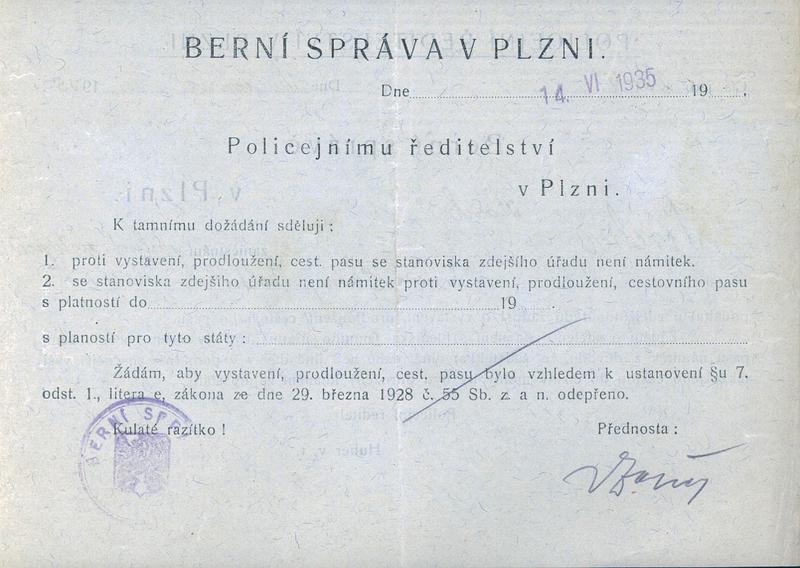 BERNÍ SPRÁVA V PLZNI.
Dne 14. VI 1935 19 .
Policejnímu ředitelství
v Plzni.
K tamnímu dožádání sděluji :
1. proti vystavení, prodloužení, cest. pasu se stanoviska zdejšího úřadu není námitek.
2. se stanoviska zdejšiho úřadu není námitek proti vystavení, prodloužení, cestovního pasu
s platností do 19
s plaností pro tyto státy :
Žádám, aby vystavení, prodloužení, cest. pasu bylo vzhledem k ustanovení §u 7.
odst. 1., litera e, zákona ze dne 29. března 1928 č. 55 Sb. z. a n. odepřeno.
Kulaté razítko !
Přednosta :
BERNÍ SPR